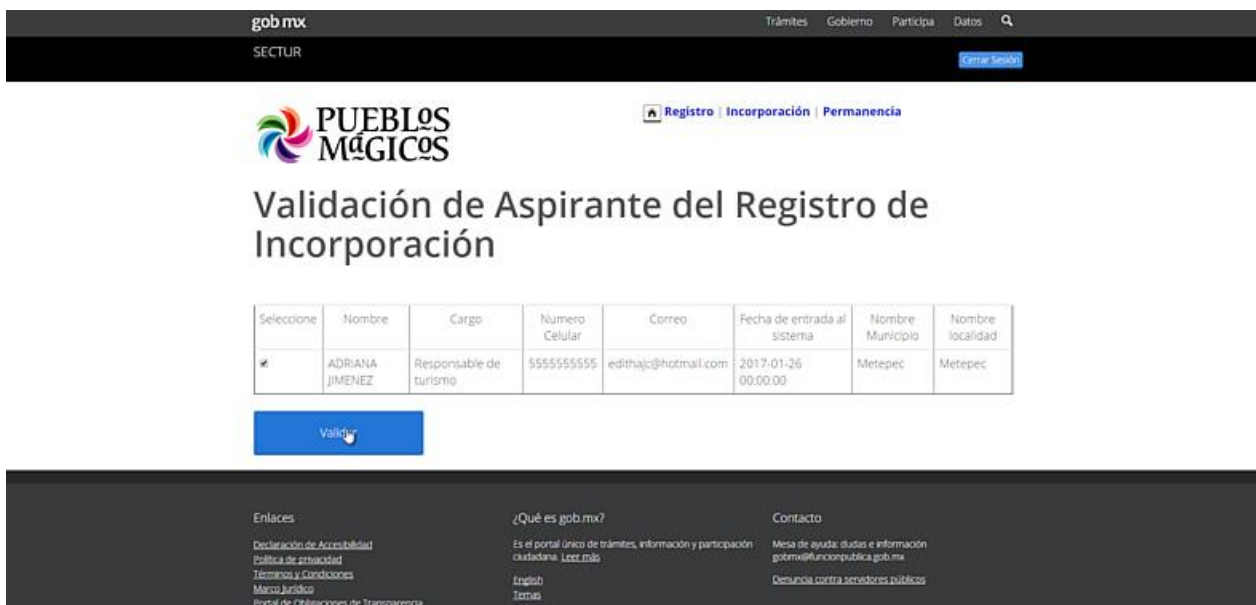 gob mx
Trámites Gobierno Participa Datos
SECTUR
Cerrar Sesión
PUEBLOS
MÁGICOS
Registro | Incorporación | Permanencia
Validación de Aspirante del Registro de
Incorporación
Seleccione Nombre Cargo Numero Correo Fecha de entrada al Nombre Nombre
Celular sistema Municipio localidad
ADRIANA Responsable de 5555555555 edithajc@hotmail.com 2017-01-26 Metepec Metepec
JIMENEZ turismo 00:00:00
Validar
Enlaces
Declaración de Accesibilidad
Política de privacidad
Términos y Condiciones
Marco Jurídico
Portal de Obligaciones de Transparencia
¿Qué es gob.mx?
Es el portal único de trámites, información y participación
ciudadana. Leer más
English
Temas
Contacto
Mesa de ayuda: dudas e información
gobmx@funcionpublica.gob.mx
Denuncia contra servidores públicos